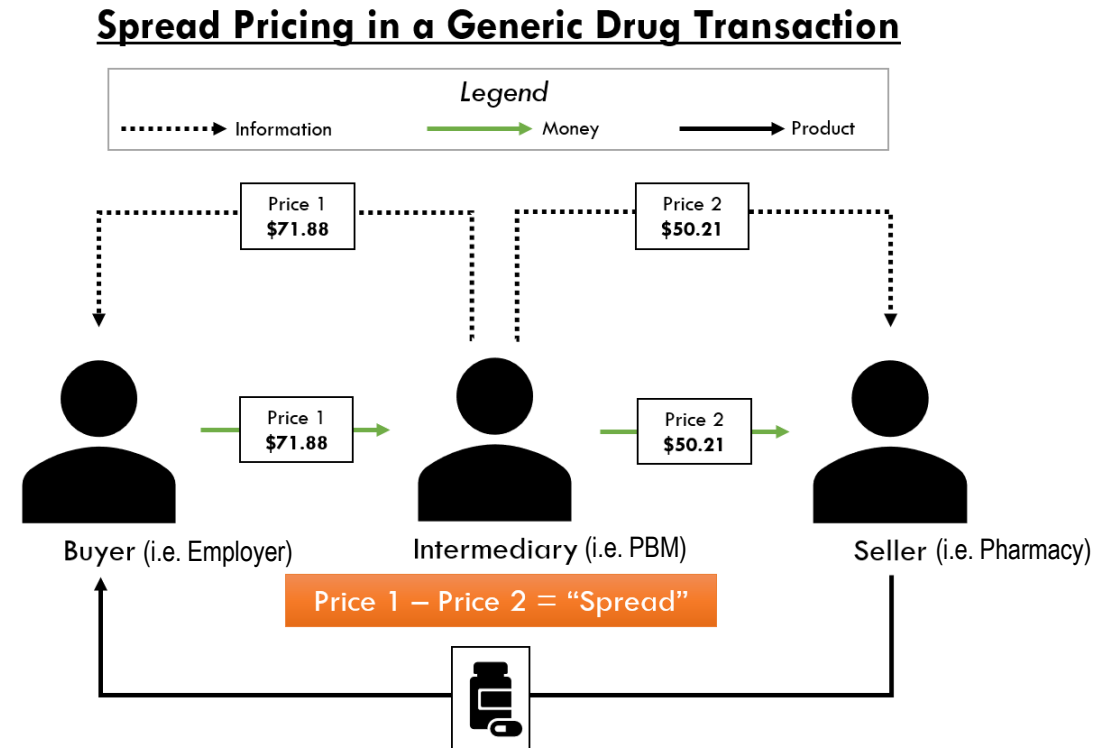 Spread Pricing in a Generic Drug Transaction
Legend
Information
Money
Product
Price 1
$71.88
Price 2
$50.21
Price 1
$71.88
Price 2
$50.21
Buyer (i.e. Employer)
Intermediary (i.e. PBM)
Seller (i.e. Pharmacy)
Price 1 – Price 2 = “Spread”